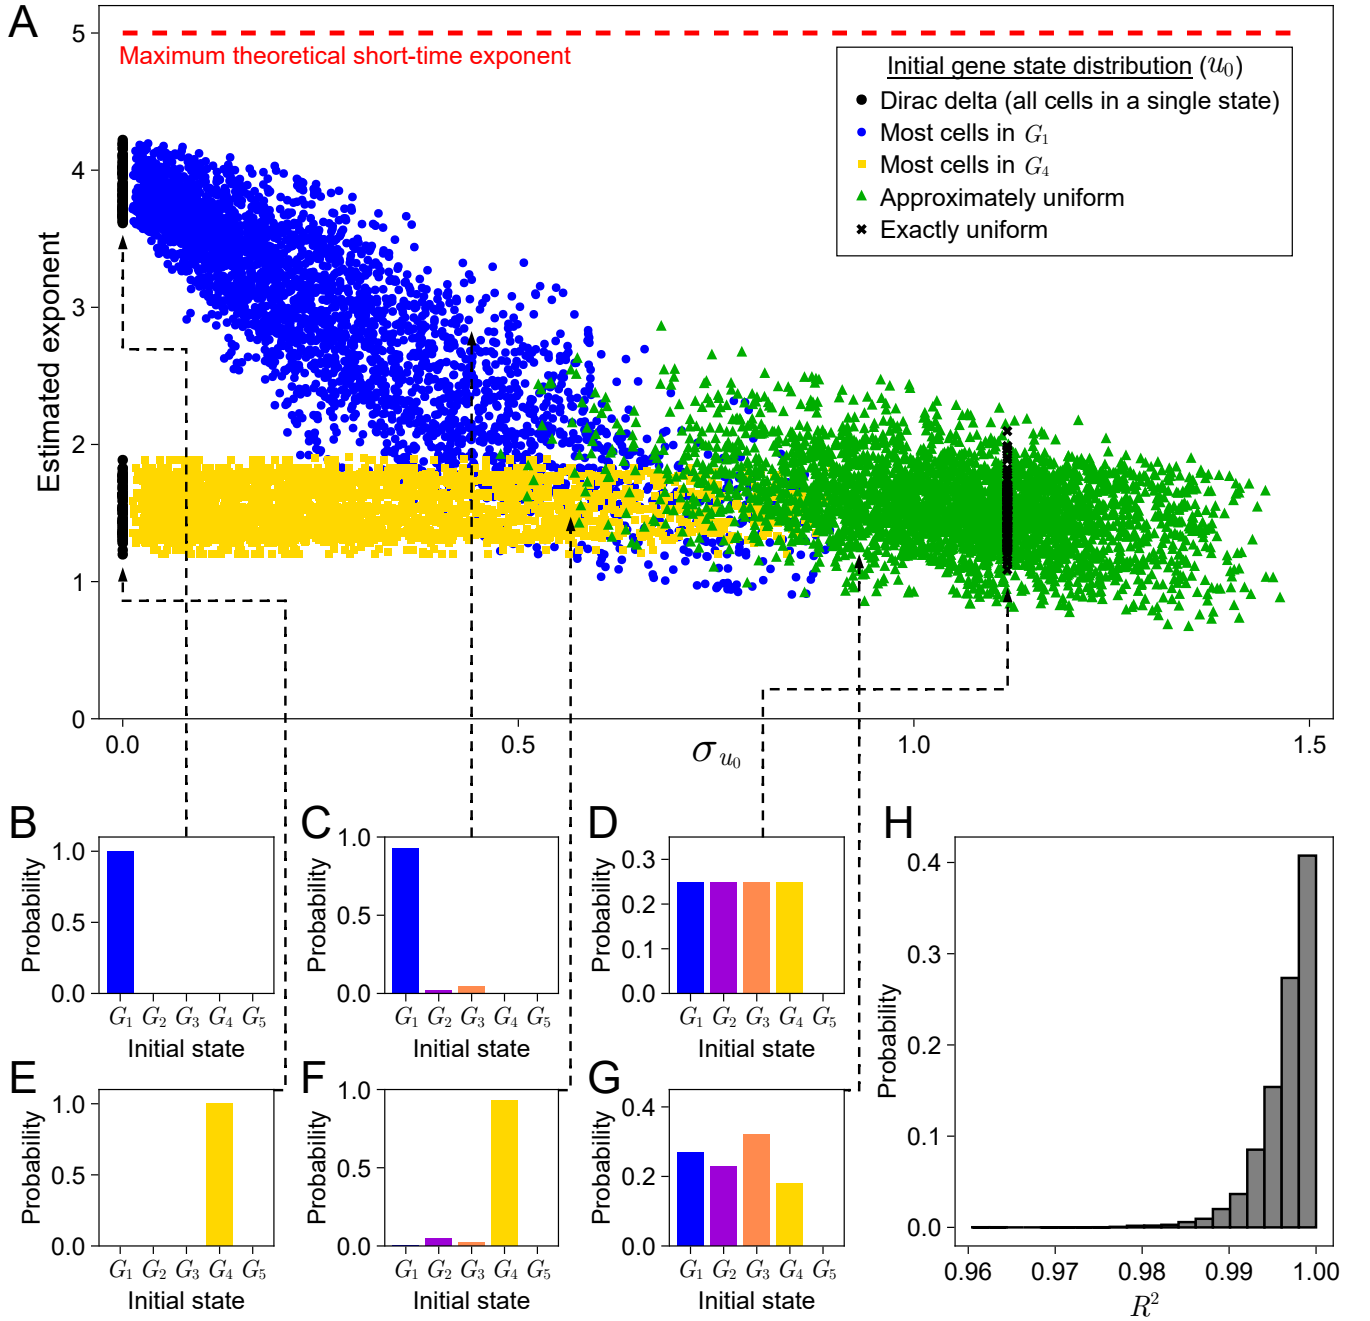 A
Maximum theoretical short-time exponent
Initial gene state distribution (u₀)
Dirac delta (all cells in a single state)
Most cells in G₁
Most cells in G₄
Approximately uniform
Exactly uniform
Estimated exponent
5
4
3
2
1
0
0.0 0.5 1.0 1.5
σ u₀
B
Probability
1.0
0.5
0.0
G₁ G₂ G₃ G₄ G₅
Initial state
C
Probability
1.0
0.5
0.0
G₁ G₂ G₃ G₄ G₅
Initial state
D
Probability
0.3
0.2
0.1
0.0
G₁ G₂ G₃ G₄ G₅
Initial state
E
Probability
1.0
0.5
0.0
G₁ G₂ G₃ G₄ G₅
Initial state
F
Probability
1.0
0.5
0.0
G₁ G₂ G₃ G₄ G₅
Initial state
G
Probability
0.4
0.2
0.0
G₁ G₂ G₃ G₄ G₅
Initial state
H
Probability
0.4
0.3
0.2
0.1
0.0
0.96 0.97 0.98 0.99 1.00
R²